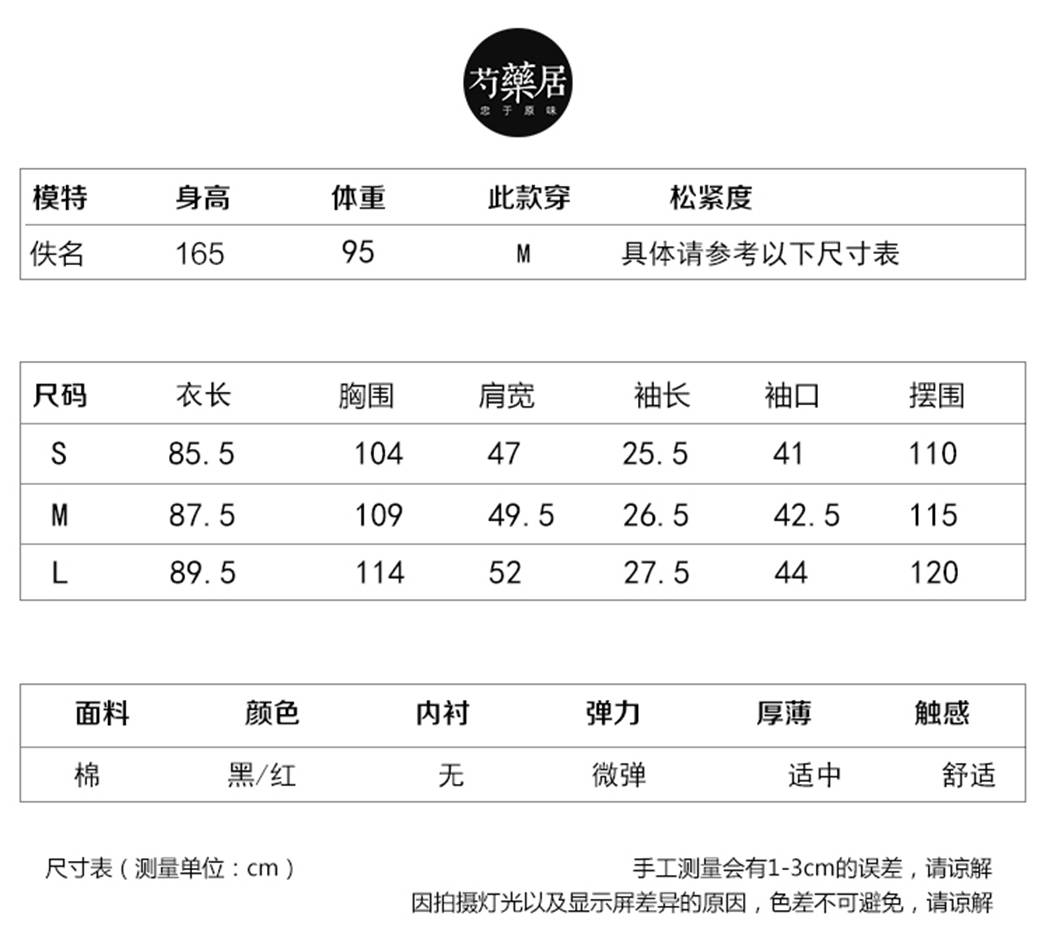 芍藥居
忠于原味
模特 身高 体重 此款穿 松紧度
佚名 165 95 M 具体请参考以下尺寸表
尺码 衣长 胸围 肩宽 袖长 袖口 摆围
S 85.5 104 47 25.5 41 110
M 87.5 109 49.5 26.5 42.5 115
L 89.5 114 52 27.5 44 120
面料 颜色 内衬 弹力 厚薄 触感
棉 黑/红 无 微弹 适中 舒适
尺寸表（测量单位：cm） 手工测量会有1-3cm的误差，请谅解
因拍摄灯光以及显示屏差异的原因，色差不可避免，请谅解